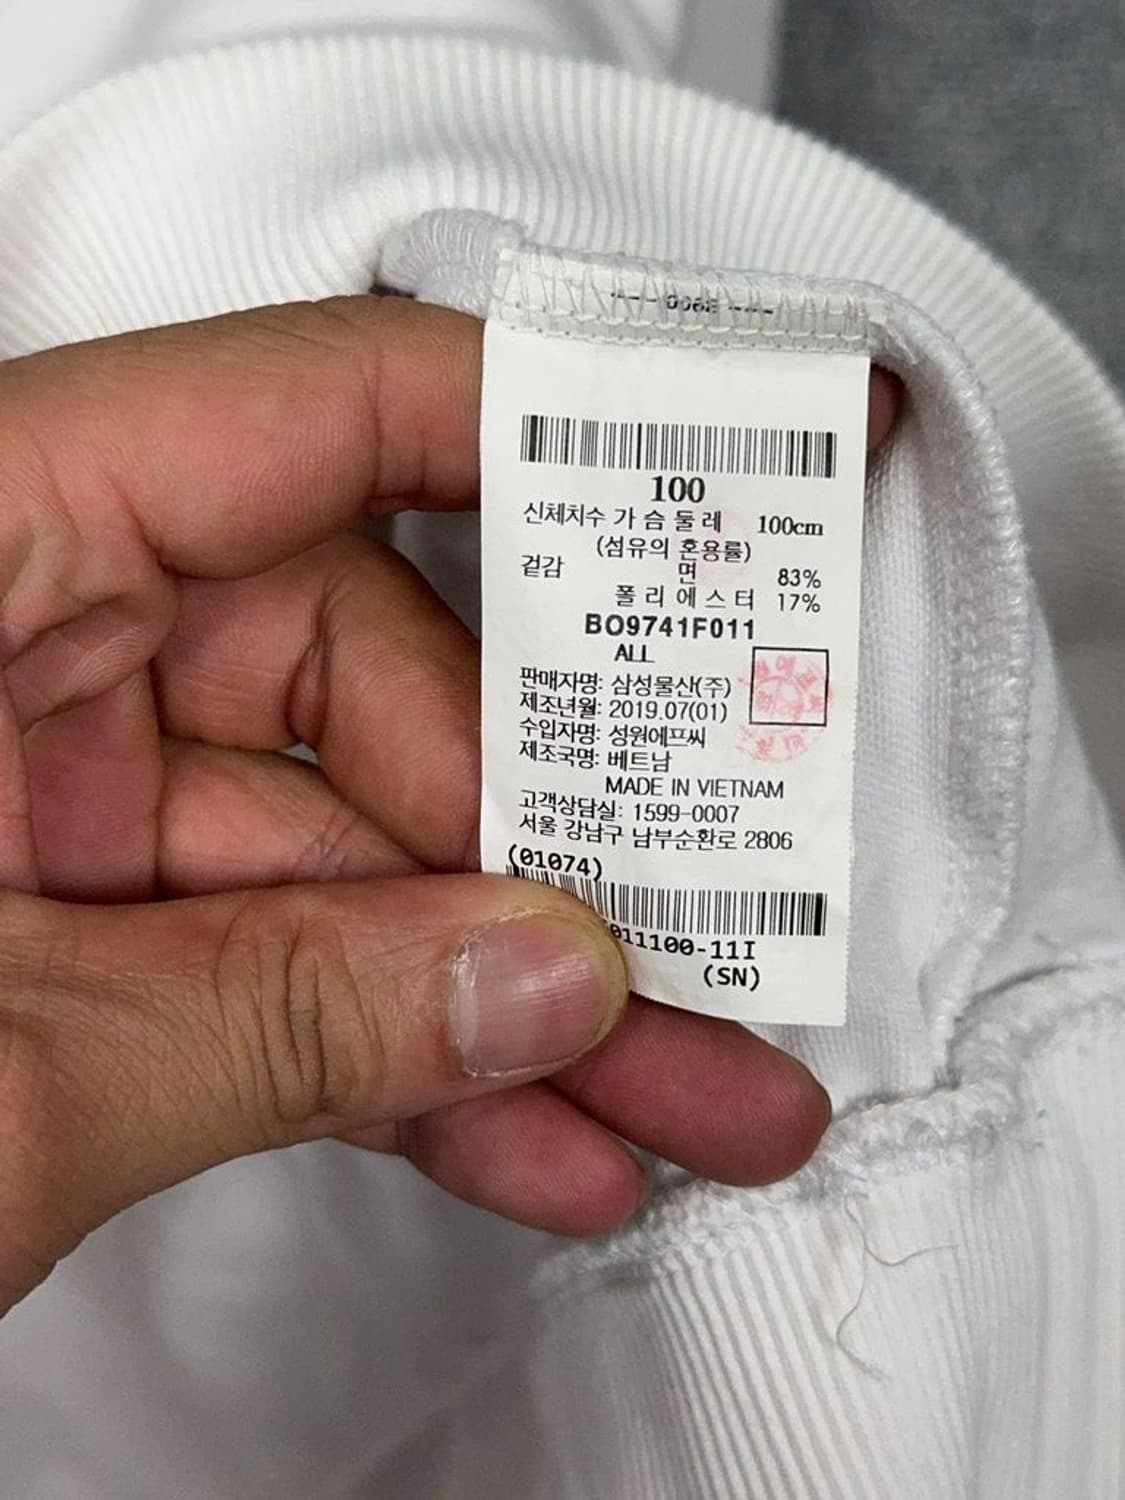 100
신체치수 가 슴 둘 레 100cm
(섬유의 혼용률)
겉감 면 83%
폴 리 에 스 터 17%
BO9741F011
ALL
판매자명: 삼성물산(주)
제조년월: 2019.07(01)
수입자명: 성원에프씨
제조국명: 베트남
MADE IN VIETNAM
고객상담실: 1599-0007
서울 강남구 남부순환로 2806
(01074)
011100-11I
(SN)